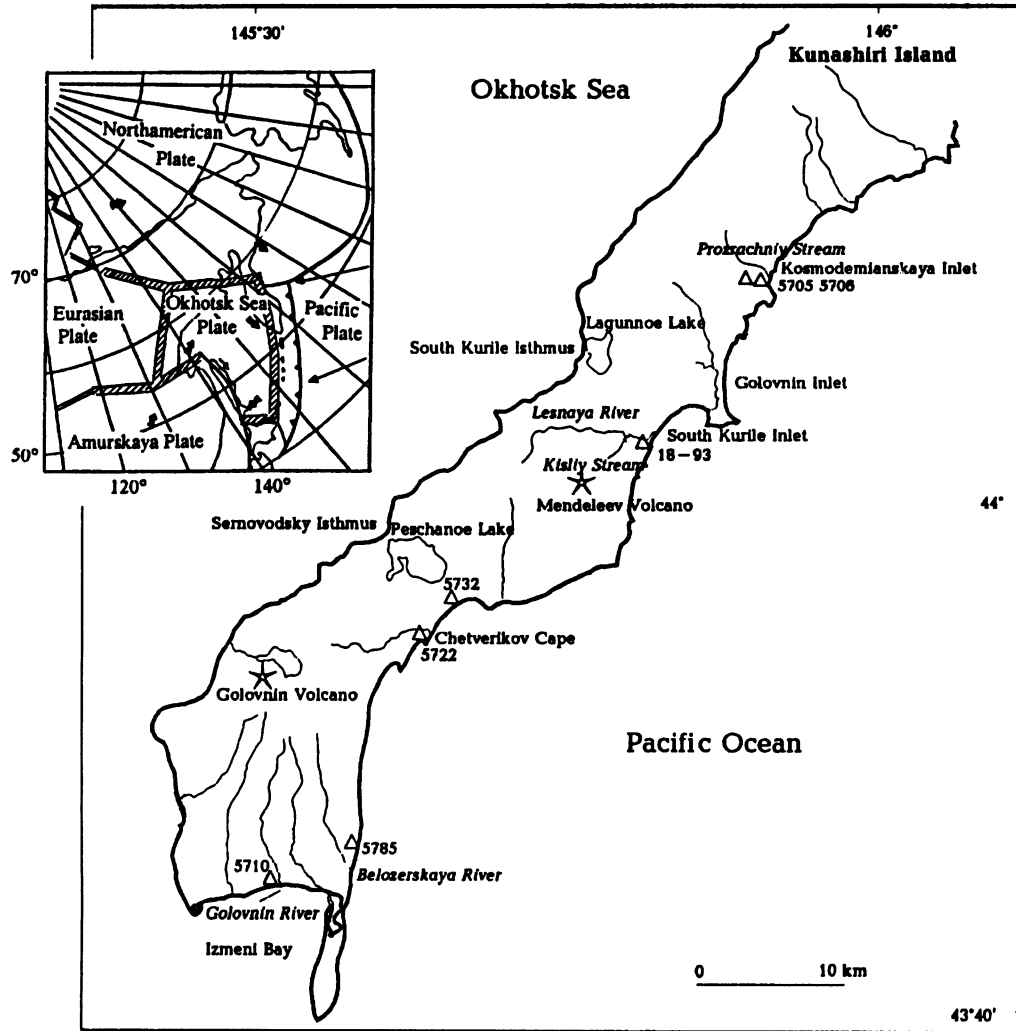 145°30'
146°
Kunashiri Island
Okhotsk Sea
Northamerican
Plate
70°
Eurasian
Plate
Okhotsk Sea
Plate
Pacific
Plate
Amurskaya Plate
50°
120°
140°
Prozrachniy Stream
Kosmodemianskaya Inlet
5705 5706
Lagunnoe Lake
South Kurile Isthmus
Golovnin Inlet
Lesnaya River
South Kurile Inlet
18-93
Kisliy Stream
Mendeleev Volcano
44°
Sernovodsky Isthmus
Peschanoe Lake
5732
Chetverikov Cape
5722
Golovnin Volcano
Pacific Ocean
5785
5710
Belozerskaya River
Golovnin River
Izmeni Bay
0
10 km
43°40'